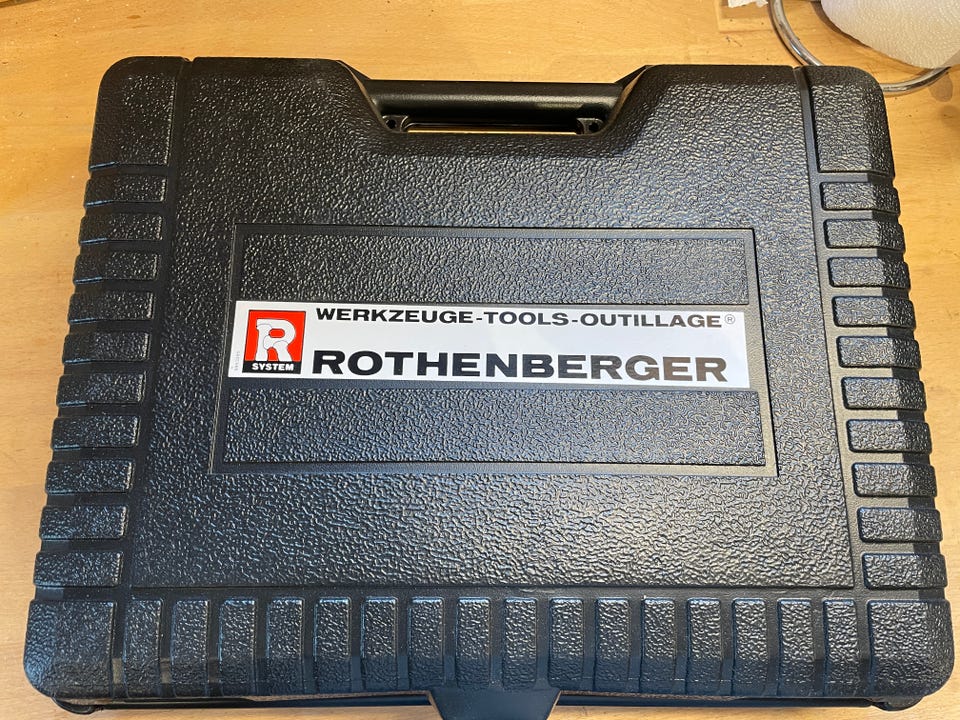 WERKZEUGE-TOOLS-OUTILLAGE®
R
SYSTEM
ROTHENBERGER